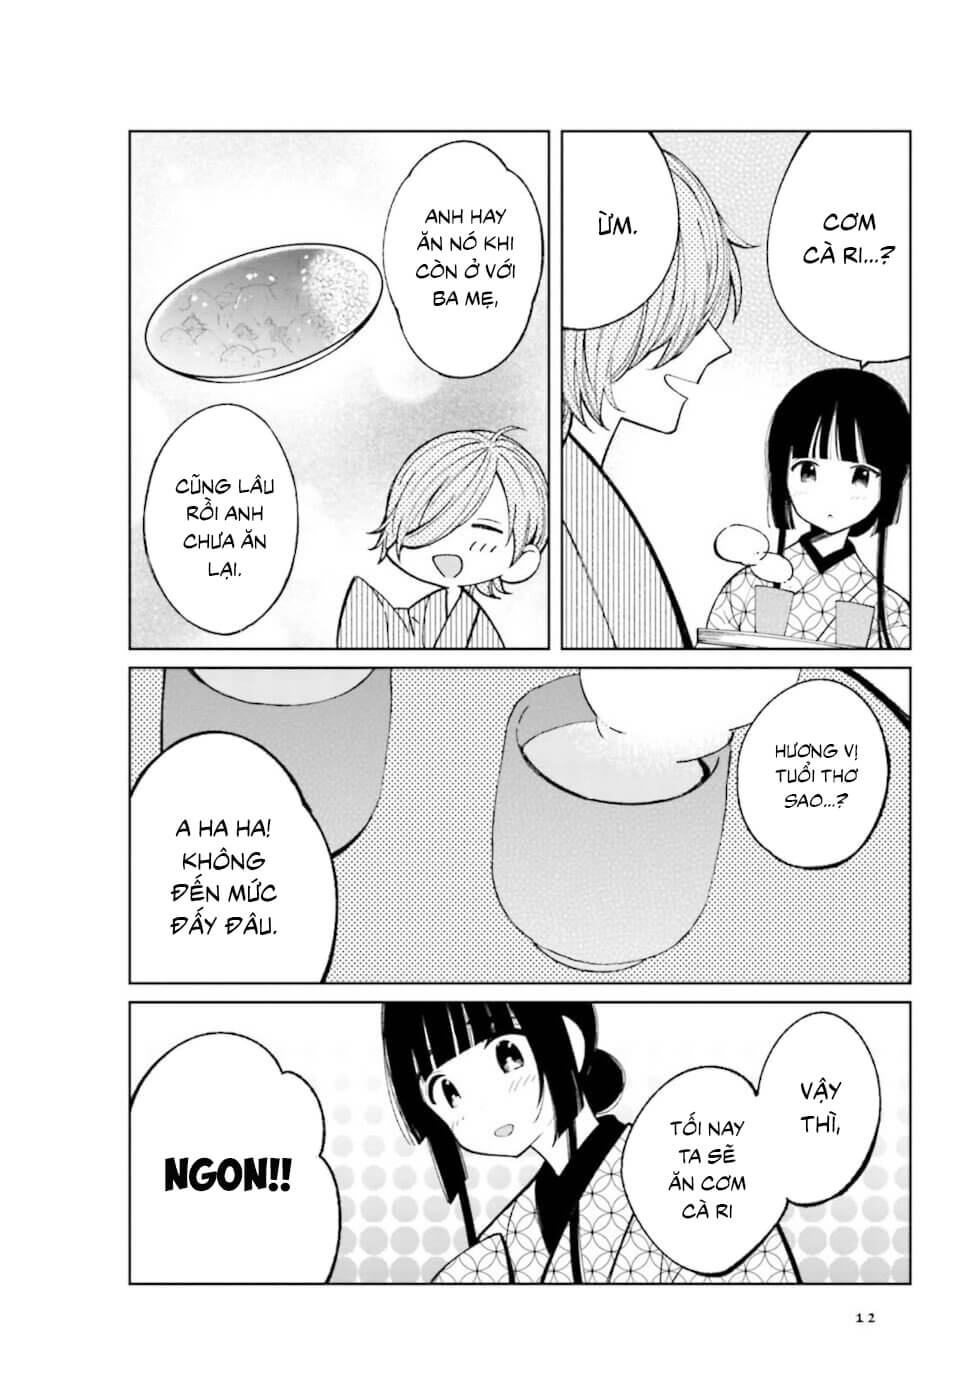 CƠM
CÀ RI...?
ỪM.
ANH HAY
ĂN NÓ KHI
CÒN Ở VỚI
BA MẸ,
CŨNG LÂU
RỒI ANH
CHƯA ĂN
LẠI.
HƯƠNG VỊ
TUỔI THƠ
SAO...?
A HA HA!
KHÔNG
ĐẾN MỨC
ĐẤY ĐÂU.
VẬY
THÌ,
TỐI NAY
TA SẼ
ĂN CƠM
CÀ RI
NGON!!
12